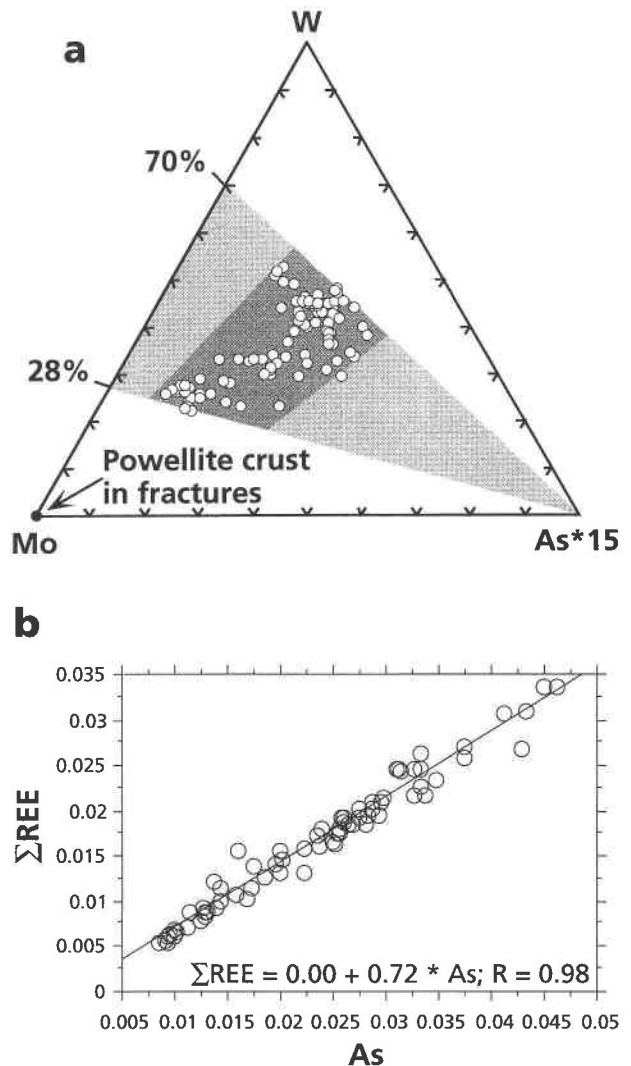 a
W
70%
28%
Powellite crust
in fractures
Mo
As*15
b
ΣREE
0.035
0.03
0.025
0.02
0.015
0.01
0.005
0
ΣREE = 0.00 + 0.72 * As; R = 0.98
0.005 0.01 0.015 0.02 0.025 0.03 0.035 0.04 0.045 0.05
As